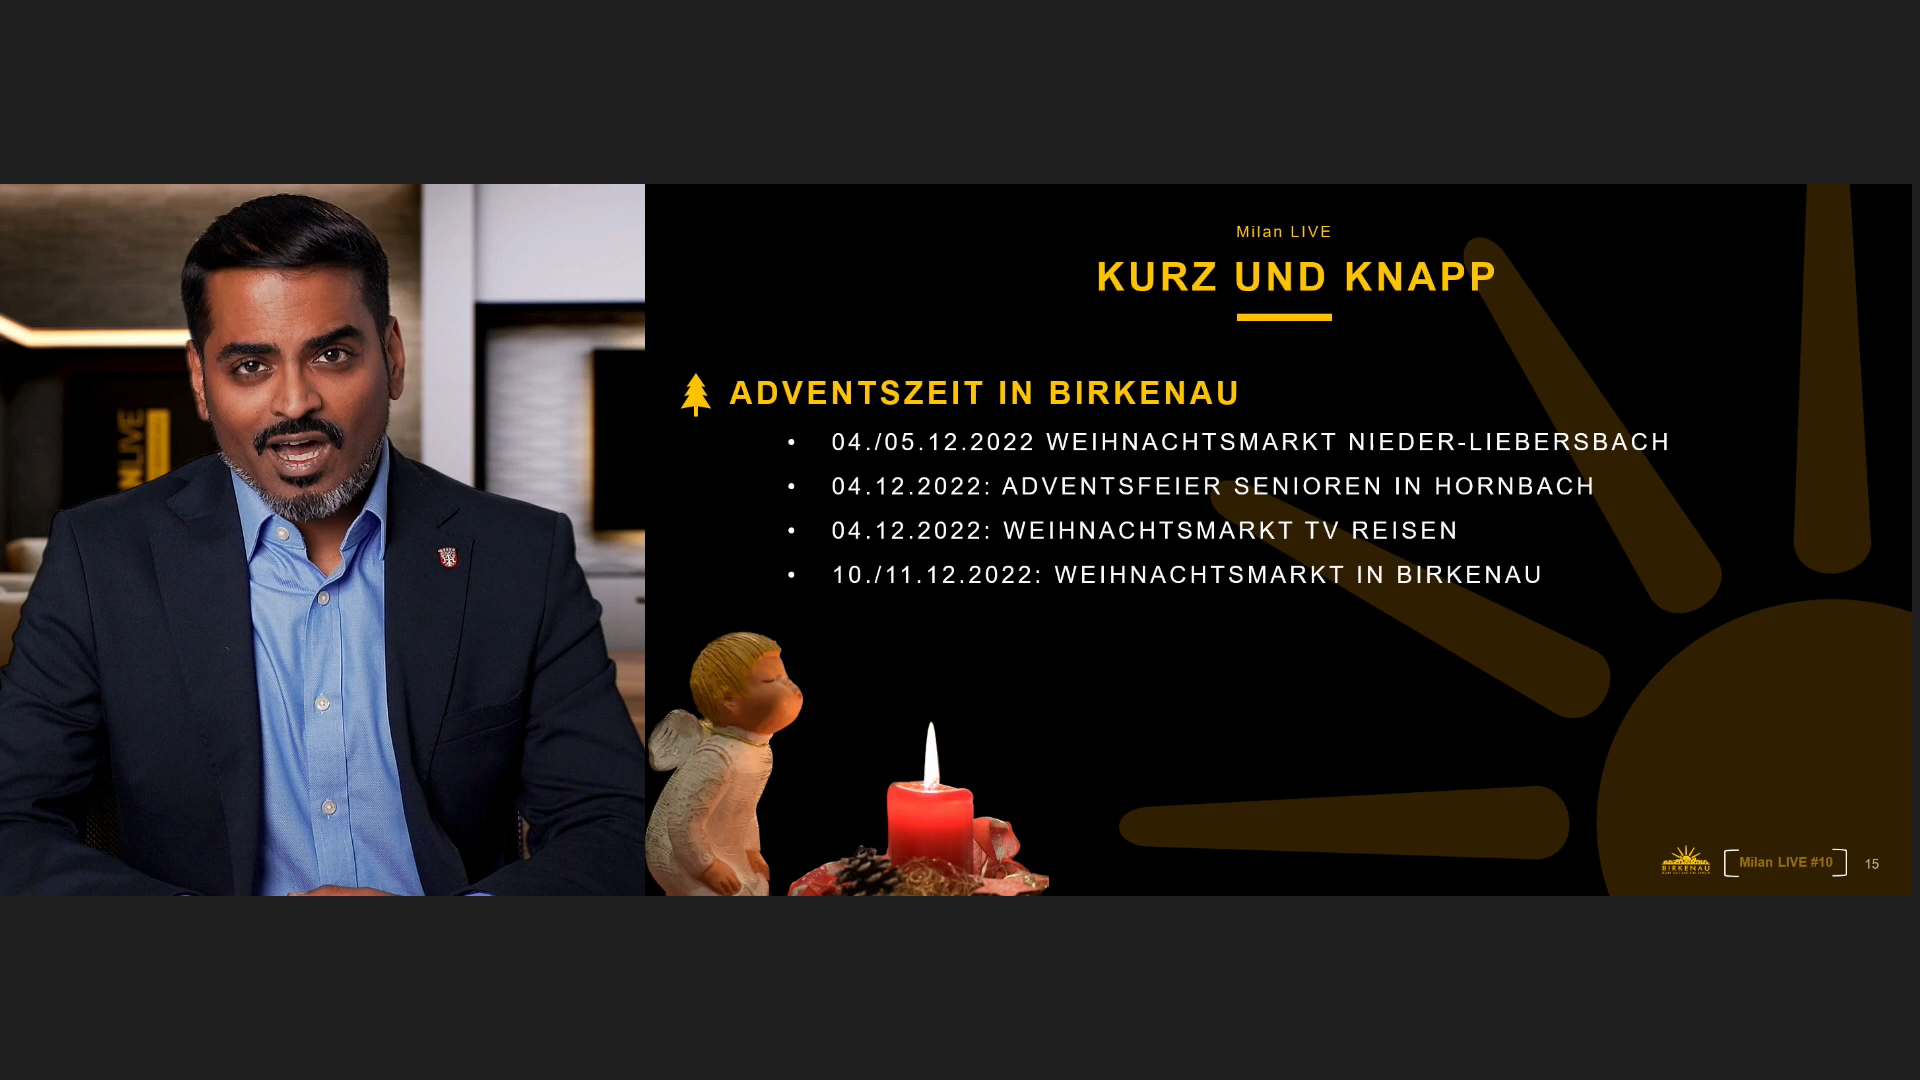 NLIVE
Milan LIVE
KURZ UND KNAPP
ADVENTSZEIT IN BIRKENAU
• 04./05.12.2022 WEIHNACHTSMARKT NIEDER-LIEBERSBACH
• 04.12.2022: ADVENTSFEIER SENIOREN IN HORNBACH
• 04.12.2022: WEIHNACHTSMARKT TV REISEN
• 10./11.12.2022: WEIHNACHTSMARKT IN BIRKENAU
BIRKENAU
Milan LIVE #10
15